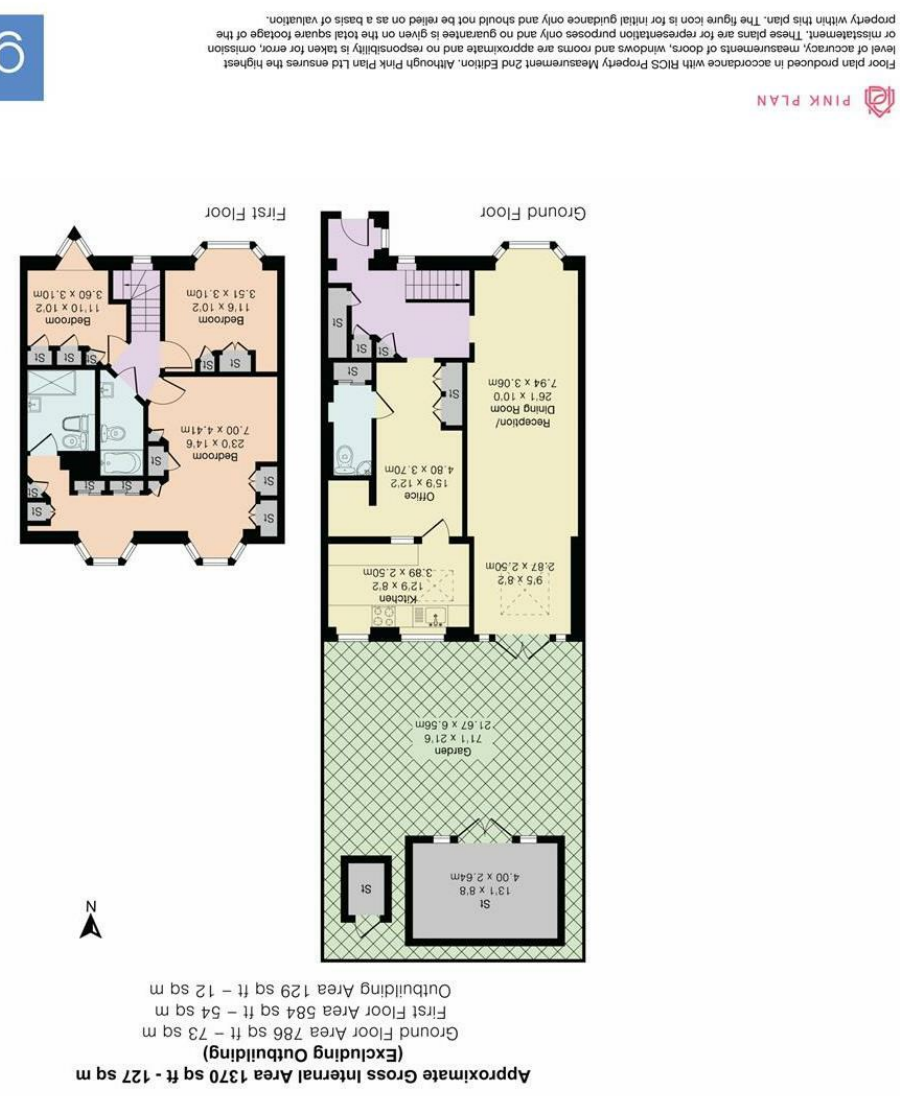 Approximate Gross Internal Area 1370 sq ft - 127 sq m
(Excluding Outbuilding)
Ground Floor Area 786 sq ft – 73 sq m
First Floor Area 584 sq ft – 54 sq m
Outbuilding Area 129 sq ft – 12 sq m
N
St
13'1 x 8'8
4.00 x 2.64m
St
Garden
71'1 x 21'6
21.67 x 6.56m
9'5 x 8'2
2.87 x 2.50m
Kitchen
12'9 x 8'2
3.89 x 2.50m
Office
15'9 x 12'2
4.80 x 3.70m
Reception/
Dining Room
26'1 x 10'0
7.94 x 3.06m
St
St
St
St
St
Ground Floor
St
St
St
St
St
St
St
Bedroom
23'0 x 14'6
7.00 x 4.41m
St
St
St
St
St
Bedroom
11'6 x 10'2
3.51 x 3.10m
Bedroom
11'10 x 10'2
3.60 x 3.10m
First Floor
PINK PLAN
Floor plan produced in accordance with RICS Property Measurement 2nd Edition. Although Pink Plan Ltd ensures the highest
level of accuracy, measurements of doors, windows and rooms are approximate and no responsibility is taken for error, omission
or misstatement. These plans are for representation purposes only and no guarantee is given on the total square footage of the
property within this plan. The figure icon is for initial guidance only and should not be relied on as a basis of valuation.